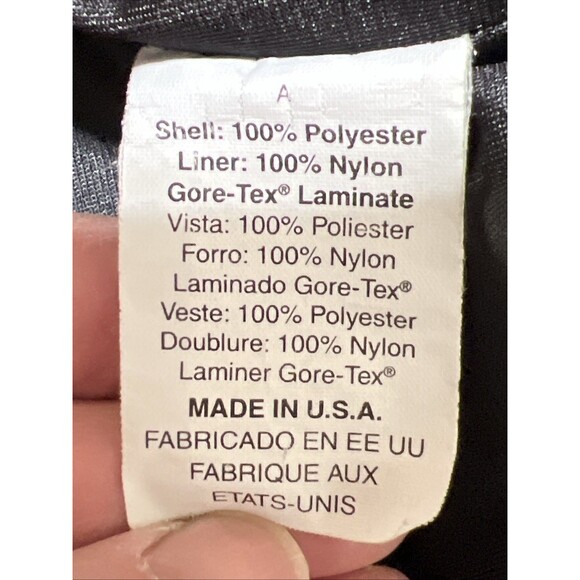 A
Shell: 100% Polyester
Liner: 100% Nylon
Gore-Tex® Laminate
Vista: 100% Poliester
Forro: 100% Nylon
Laminado Gore-Tex®
Veste: 100% Polyester
Doublure: 100% Nylon
Laminer Gore-Tex®
MADE IN U.S.A.
FABRICADO EN EE UU
FABRIQUE AUX
ETATS-UNIS